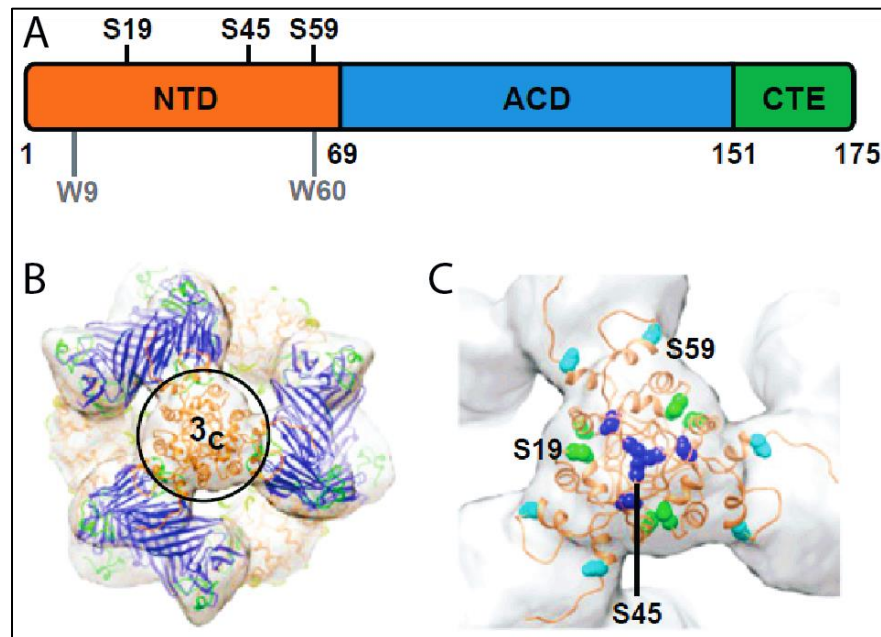 A
S19 S45 S59
NTD ACD CTE
1 69 151 175
W9 W60
B
3C
C
S59
S19
S45